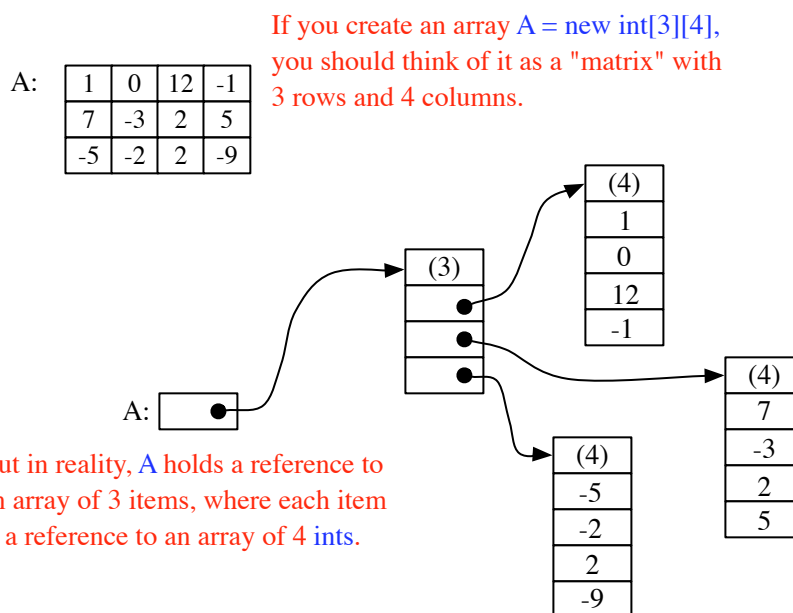 If you create an array A = new int[3][4],
you should think of it as a "matrix" with
3 rows and 4 columns.
A:
1 0 12 -1
7 -3 2 5
-5 -2 2 -9
(4)
1
0
12
-1
(3)
(4)
7
-3
2
5
A:
ut in reality, A holds a reference to
n array of 3 items, where each item
a reference to an array of 4 ints.
(4)
-5
-2
2
-9